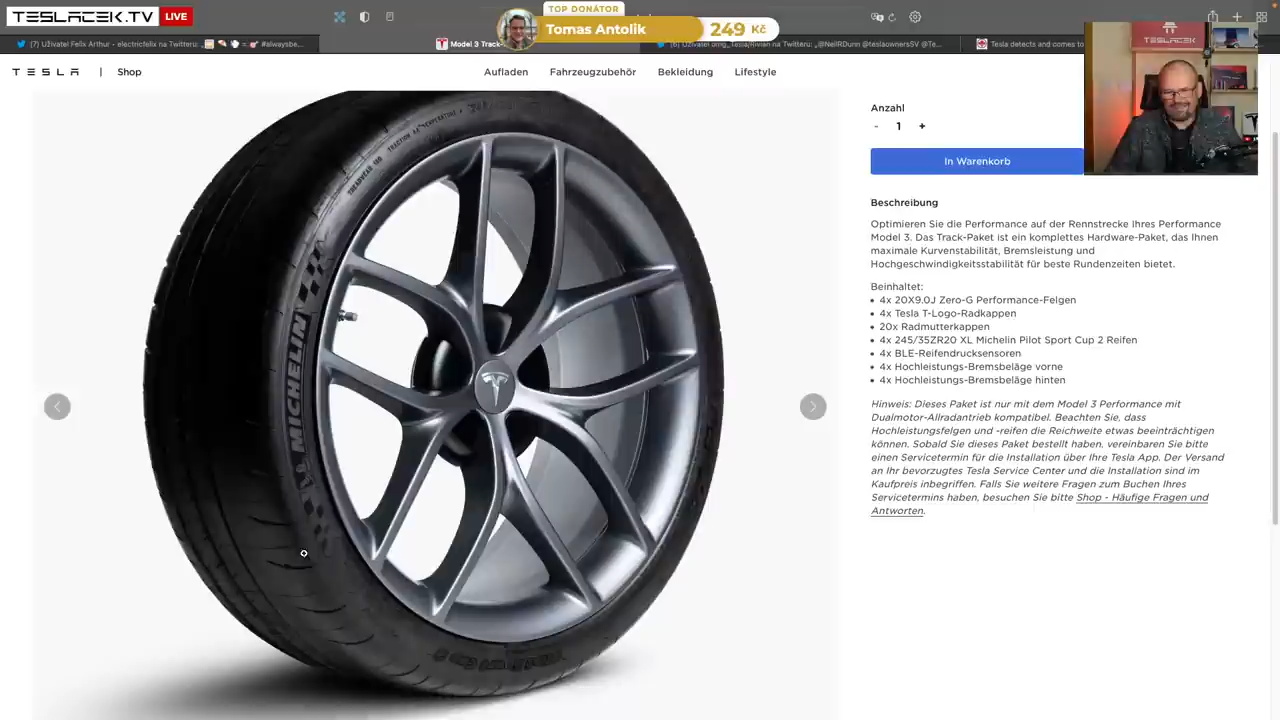 TESLACEK.TV LIVE
TOP DONÁTOR
Tomas Antolik 249 Kč
(7) Uživatel Felix Arthur - electricfelix na Twitteru:
Model 3 Track-
TESLA | Shop
Aufladen Fahrzeugzubehör Bekleidung Lifestyle
TESLACEK
MICHELIN
Anzahl
- 1 +
In Warenkorb
Beschreibung
Optimieren Sie die Performance auf der Rennstrecke Ihres Performance
Model 3. Das Track-Paket ist ein komplettes Hardware-Paket, das Ihnen
maximale Kurvenstabilität, Bremsleistung und
Hochgeschwindigkeitsstabilität für beste Rundenzeiten bietet.
Beinhaltet:
• 4x 20X9.0J Zero-G Performance-Felgen
• 4x Tesla T-Logo-Radkappen
• 20x Radmutterkappen
• 4x 245/35ZR20 XL Michelin Pilot Sport Cup 2 Reifen
• 4x BLE-Reifendrucksensoren
• 4x Hochleistungs-Bremsbeläge vorne
• 4x Hochleistungs-Bremsbeläge hinten
Hinweis: Dieses Paket ist nur mit dem Model 3 Performance mit
Dualmotor-Allradantrieb kompatibel. Beachten Sie, dass
Hochleistungsfelgen und -reifen die Reichweite etwas beeinträchtigen
können. Sobald Sie dieses Paket bestellt haben, vereinbaren Sie bitte
einen Servicetermin für die Installation über Ihre Tesla App. Der Versand
an Ihr bevorzugtes Tesla Service Center und die Installation sind im
Kaufpreis inbegriffen. Falls Sie weitere Fragen zum Buchen Ihres
Servicetermins haben, besuchen Sie bitte Shop - Häufige Fragen und
Antworten.